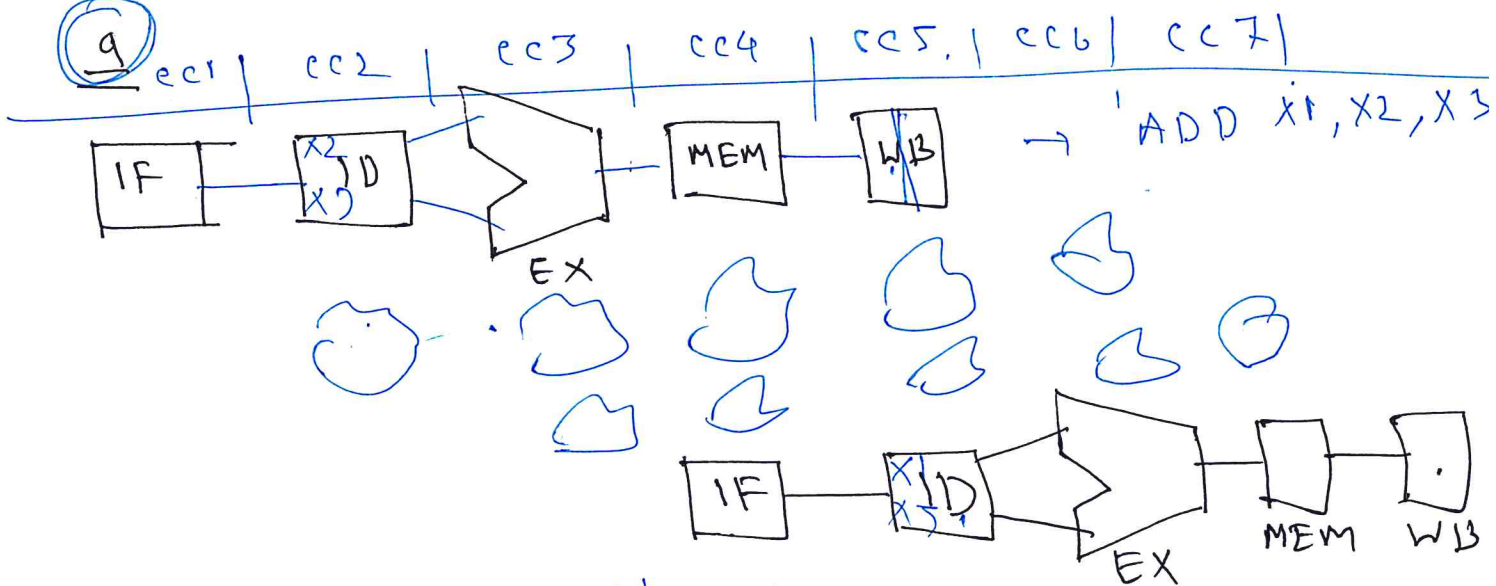 9 cc1 | cc2 | cc3 | cc4 | cc5. | cc6 | cc7 |
IF X2 ID X3 MEM WB → ADD X1, X2, X3
EX
IF X1 ID X5
EX MEM WB